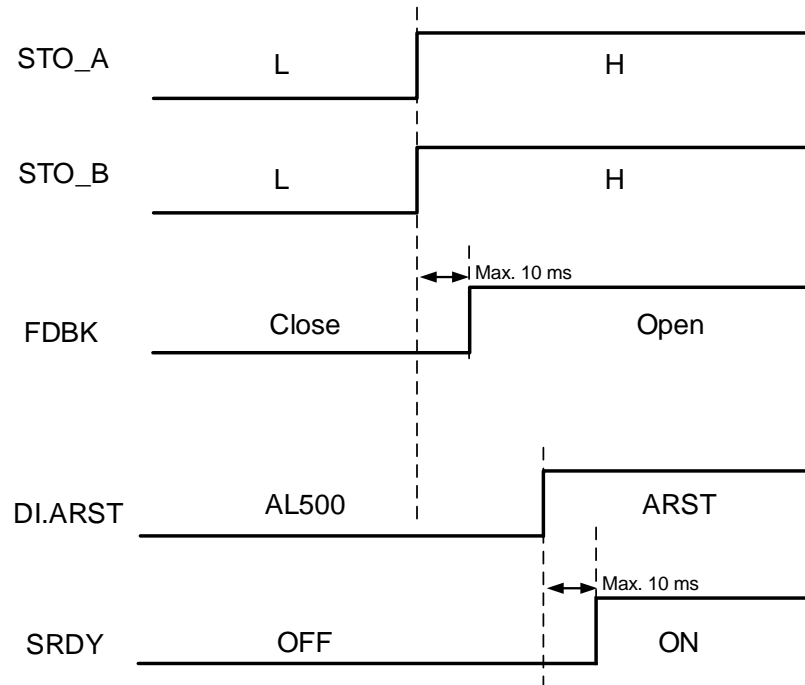 STO_A
L
H
STO_B
L
H
Max. 10 ms
FDBK
Close
Open
DI.ARST
AL500
ARST
Max. 10 ms
SRDY
OFF
ON